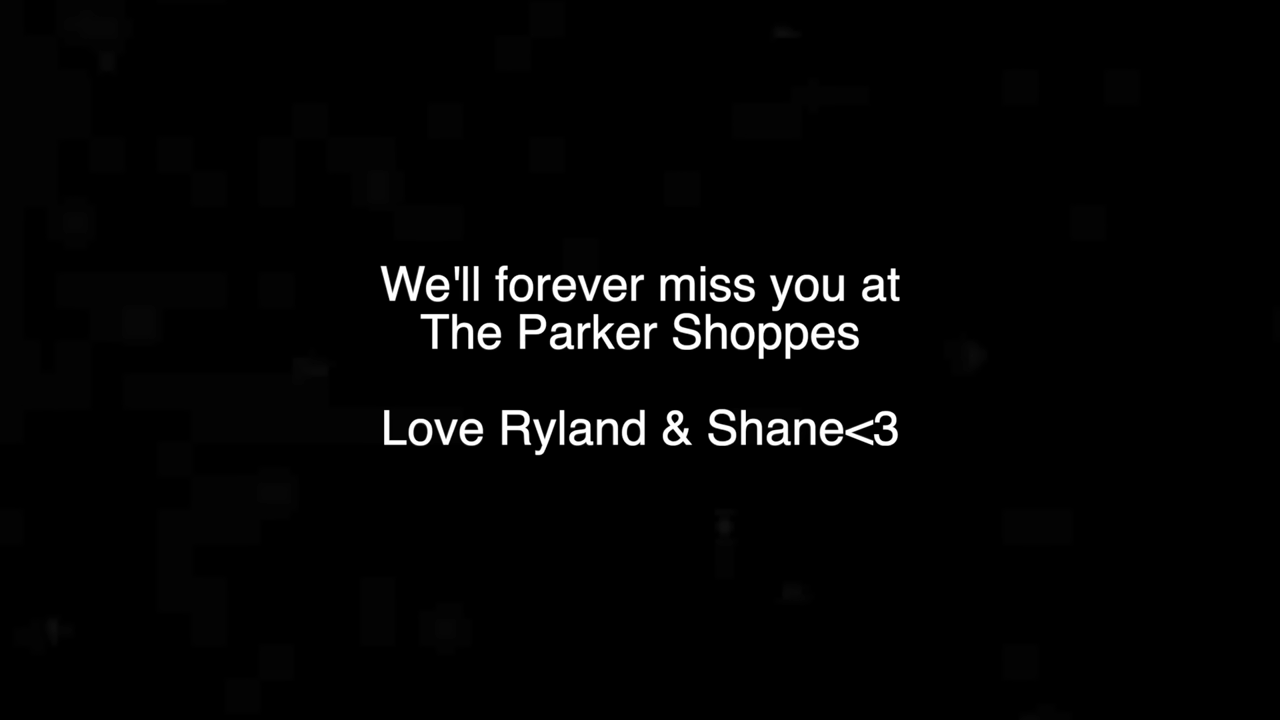 We'll forever miss you at
The Parker Shoppes
Love Ryland & Shane<3